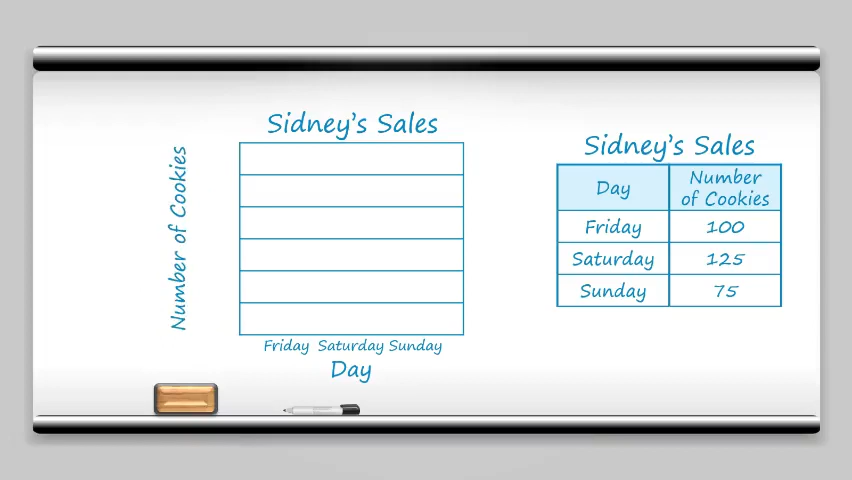 Sidney's Sales
Number of Cookies
Friday Saturday Sunday
Day
Sidney's Sales
Day
Number
of Cookies
Friday 100
Saturday 125
Sunday 75